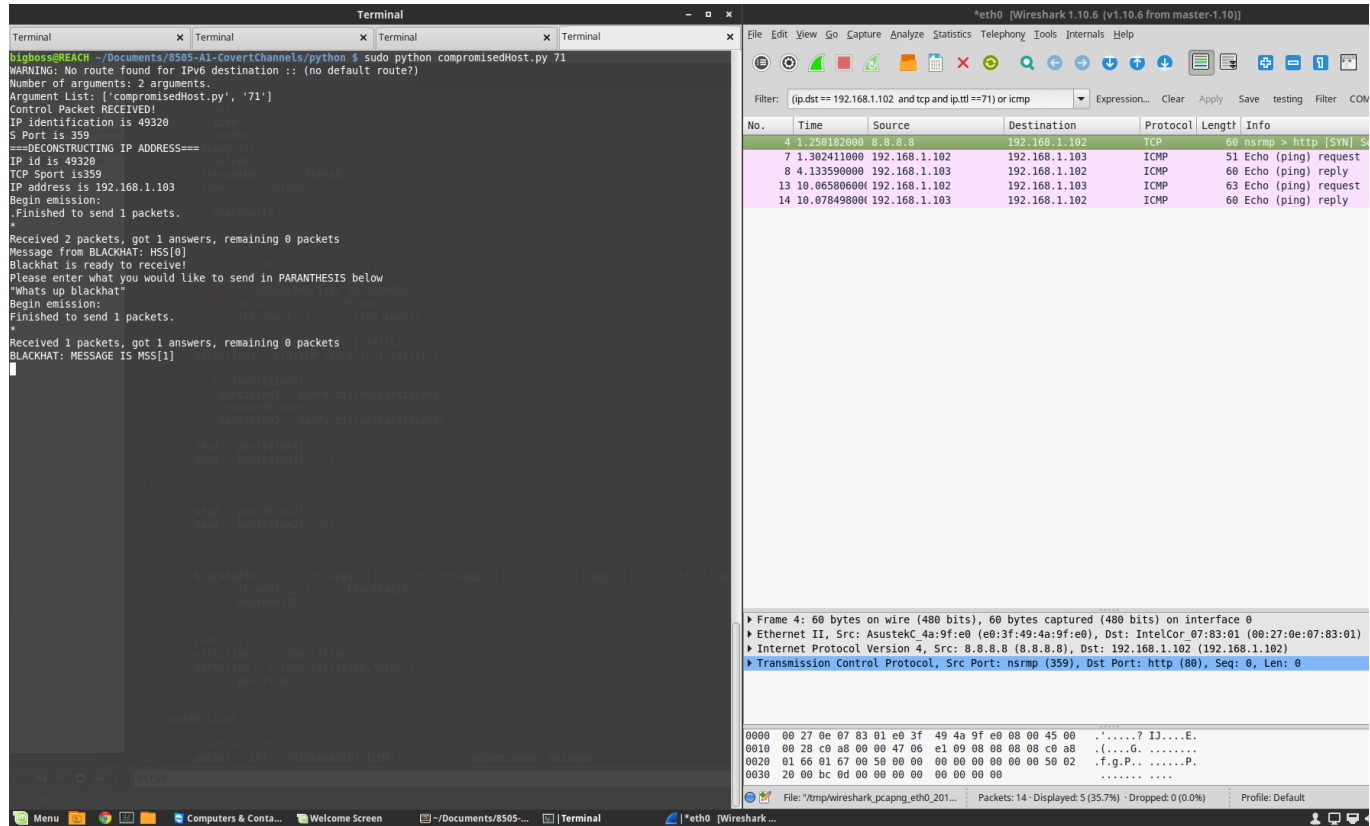 Terminal
Terminal
Terminal
Terminal
Terminal
bigboss@REACH ~/Documents/8505-A1-CovertChannels/python $ sudo python compromisedHost.py 71
WARNING: No route found for IPv6 destination :: (no default route?)
Number of arguments: 2 arguments.
Argument List: ['compromisedHost.py', '71']
Control Packet RECEIVED!
IP identification is 49320
S Port is 359
===DECONSTRUCTING IP ADDRESS===
IP id is 49320
TCP Sport is359
IP address is 192.168.1.103
Begin emission:
.Finished to send 1 packets.
*
Received 2 packets, got 1 answers, remaining 0 packets
Message from BLACKHAT: HSS[0]
Blackhat is ready to receive!
Please enter what you would like to send in PARANTHESIS below
"Whats up blackhat"
Begin emission:
Finished to send 1 packets.
*
Received 1 packets, got 1 answers, remaining 0 packets
BLACKHAT: MESSAGE IS MSS[1]
*eth0 [Wireshark 1.10.6 (v1.10.6 from master-1.10)]
File Edit View Go Capture Analyze Statistics Telephony Tools Internals Help
Filter: (ip.dst == 192.168.1.102 and tcp and ip.ttl ==71) or icmp Expression... Clear Apply Save testing Filter COM
No. Time Source Destination Protocol Length Info
4 1.250182000 8.8.8.8 192.168.1.102 TCP 60 nsrmp > http [SYN] Se
7 1.302411000 192.168.1.102 192.168.1.103 ICMP 51 Echo (ping) request
8 4.133590000 192.168.1.103 192.168.1.102 ICMP 60 Echo (ping) reply
13 10.065806000 192.168.1.102 192.168.1.103 ICMP 63 Echo (ping) request
14 10.078498000 192.168.1.103 192.168.1.102 ICMP 60 Echo (ping) reply
Frame 4: 60 bytes on wire (480 bits), 60 bytes captured (480 bits) on interface 0
Ethernet II, Src: AsustekC_4a:9f:e0 (e0:3f:49:4a:9f:e0), Dst: IntelCor_07:83:01 (00:27:0e:07:83:01)
Internet Protocol Version 4, Src: 8.8.8.8 (8.8.8.8), Dst: 192.168.1.102 (192.168.1.102)
Transmission Control Protocol, Src Port: nsrmp (359), Dst Port: http (80), Seq: 0, Len: 0
0000 00 27 0e 07 83 01 e0 3f 49 4a 9f e0 08 00 45 00 .'.....? IJ....E.
0010 00 28 c0 a8 00 00 47 06 e1 09 08 08 08 08 c0 a8 .(....G. ........
0020 01 66 01 67 00 50 00 00 00 00 00 00 00 00 50 02 .f.g.P.. ......P.
0030 20 00 bc 0d 00 00 00 00 00 00 00 00 ....... ....
File: "/tmp/wireshark_pcapng_eth0_201... Packets: 14 · Displayed: 5 (35.7%) · Dropped: 0 (0.0%) Profile: Default
Menu Computers & Conta... Welcome Screen ~/Documents/8505-... |Terminal |*eth0 [Wireshark ...